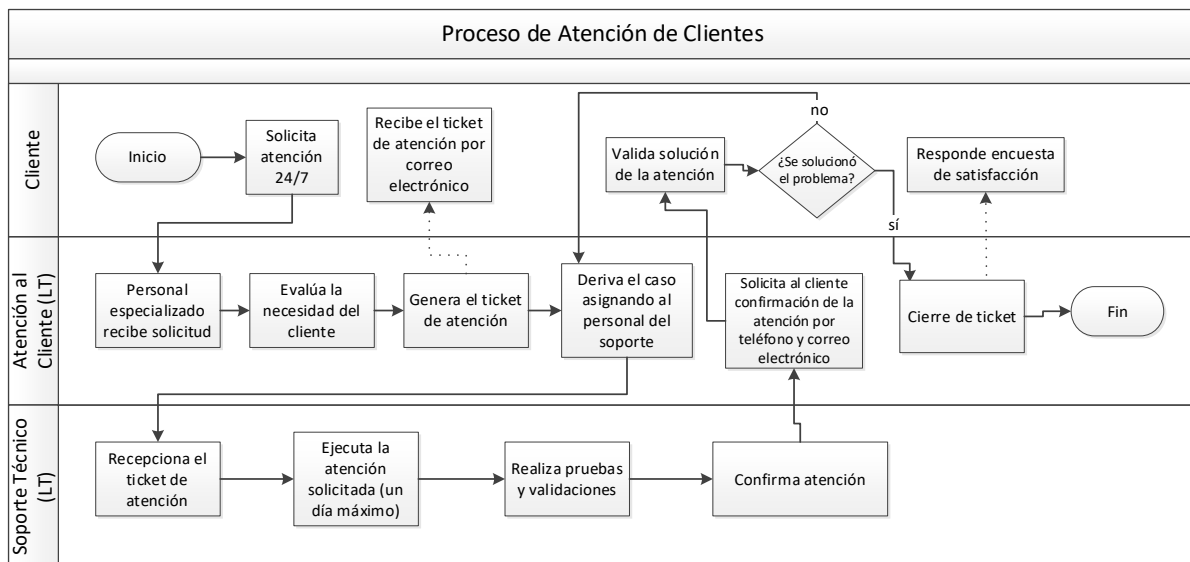 Proceso de Atención de Clientes
Cliente
Inicio
Solicita
atención
24/7
Recibe el ticket
de atención por
correo
electrónico
Valida solución
de la atención
no
¿Se solucionó
el problema?
sí
Responde encuesta
de satisfacción
Atención al
Cliente (LT)
Personal
especializado
recibe solicitud
Evalúa la
necesidad del
cliente
Genera el ticket
de atención
Deriva el caso
asignando al
personal del
soporte
Solicita al cliente
confirmación de la
atención por
teléfono y correo
electrónico
Cierre de ticket
Fin
Soporte Técnico
(LT)
Recepciona el
ticket de
atención
Ejecuta la
atención
solicitada (un
día máximo)
Realiza pruebas
y validaciones
Confirma atención